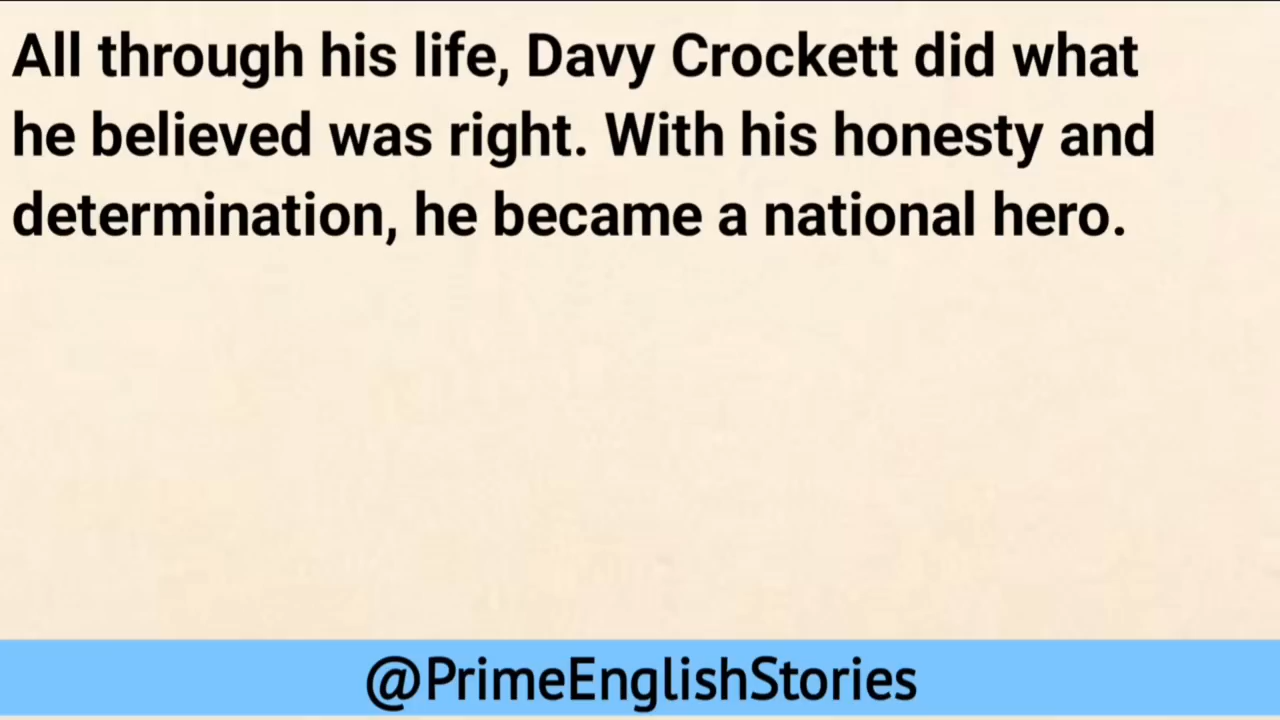 All through his life, Davy Crockett did what
he believed was right. With his honesty and
determination, he became a national hero.
@PrimeEnglishStories